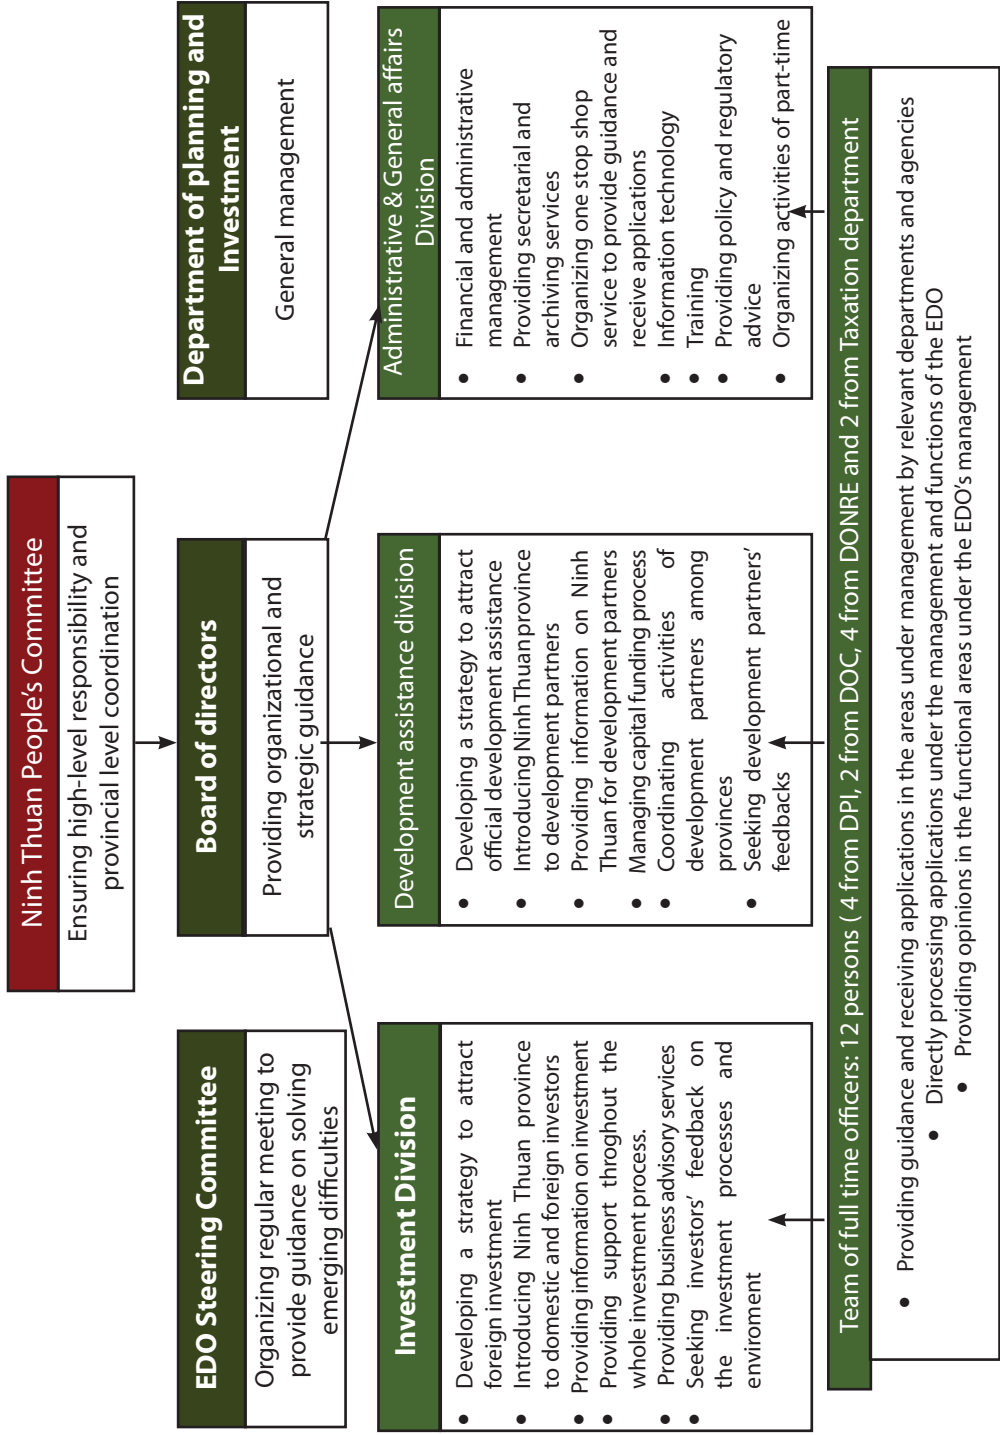 Ninh Thuan People's Committee
Ensuring high-level responsibility and
provincial level coordination
EDO Steering Committee
Organizing regular meeting to
provide guidance on solving
emerging difficulties
Board of directors
Providing organizational and
strategic guidance
Department of planning and
Investment
General management
Investment Division
• Developing a strategy to attract
foreign investment
• Introducing Ninh Thuan province
to domestic and foreign investors
• Providing information on investment
• Providing support throghout the
whole investment process.
• Providing business advisory services
• Seeking investors' feedback on
the investment processes and
enviroment
Development assistance division
• Developing a strategy to attract
official development assistance
• Introducing Ninh Thuan province
to development partners
• Providing information on Ninh
Thuan for development partners
• Managing capital funding process
• Coordinating activities of
development partners among
provinces
• Seeking development partners'
feedbacks
Administrative & General affairs
Division
• Financial and administrative
management
• Providing secretarial and
archiving services
• Organizing one stop shop
service to provide guidance and
receive applications
• Information technology
• Training
• Providing policy and regulatory
advice
• Organizing activities of part-time
Team of full time officers: 12 persons ( 4 from DPI, 2 from DOC, 4 from DONRE and 2 from Taxation department
• Providing guidance and receiving applications in the areas under management by relevant departments and agencies
• Directly processing applications under the management and functions of the EDO
• Providing opinions in the functional areas under the EDO's management